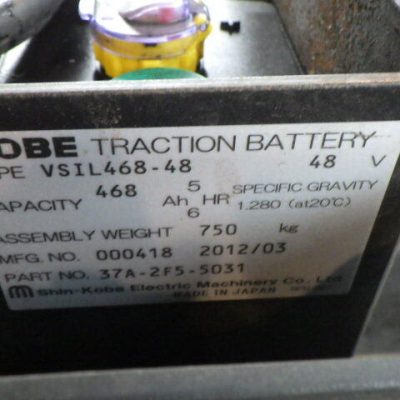 OBE TRACTION BATTERY
PE VSIL468-48 48 V
APACITY 468 Ah 5 HR SPECIFIC GRAVITY
6 1.280 (at20℃)
ASSEMBLY WEIGHT 750 kg
MFG. NO. 000418 2012/03
PART NO. 37A-2F5-5031
Shin-Kobe Electric Machinery Co., Ltd.
MADE IN JAPAN